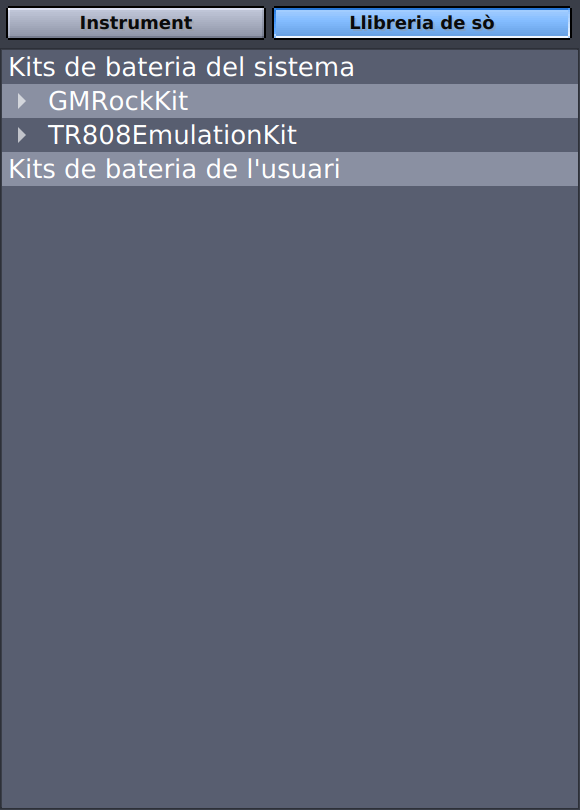 Instrument
Llibreria de sò
Kits de bateria del sistema
GMRockKit
TR808EmulationKit
Kits de bateria de l'usuari